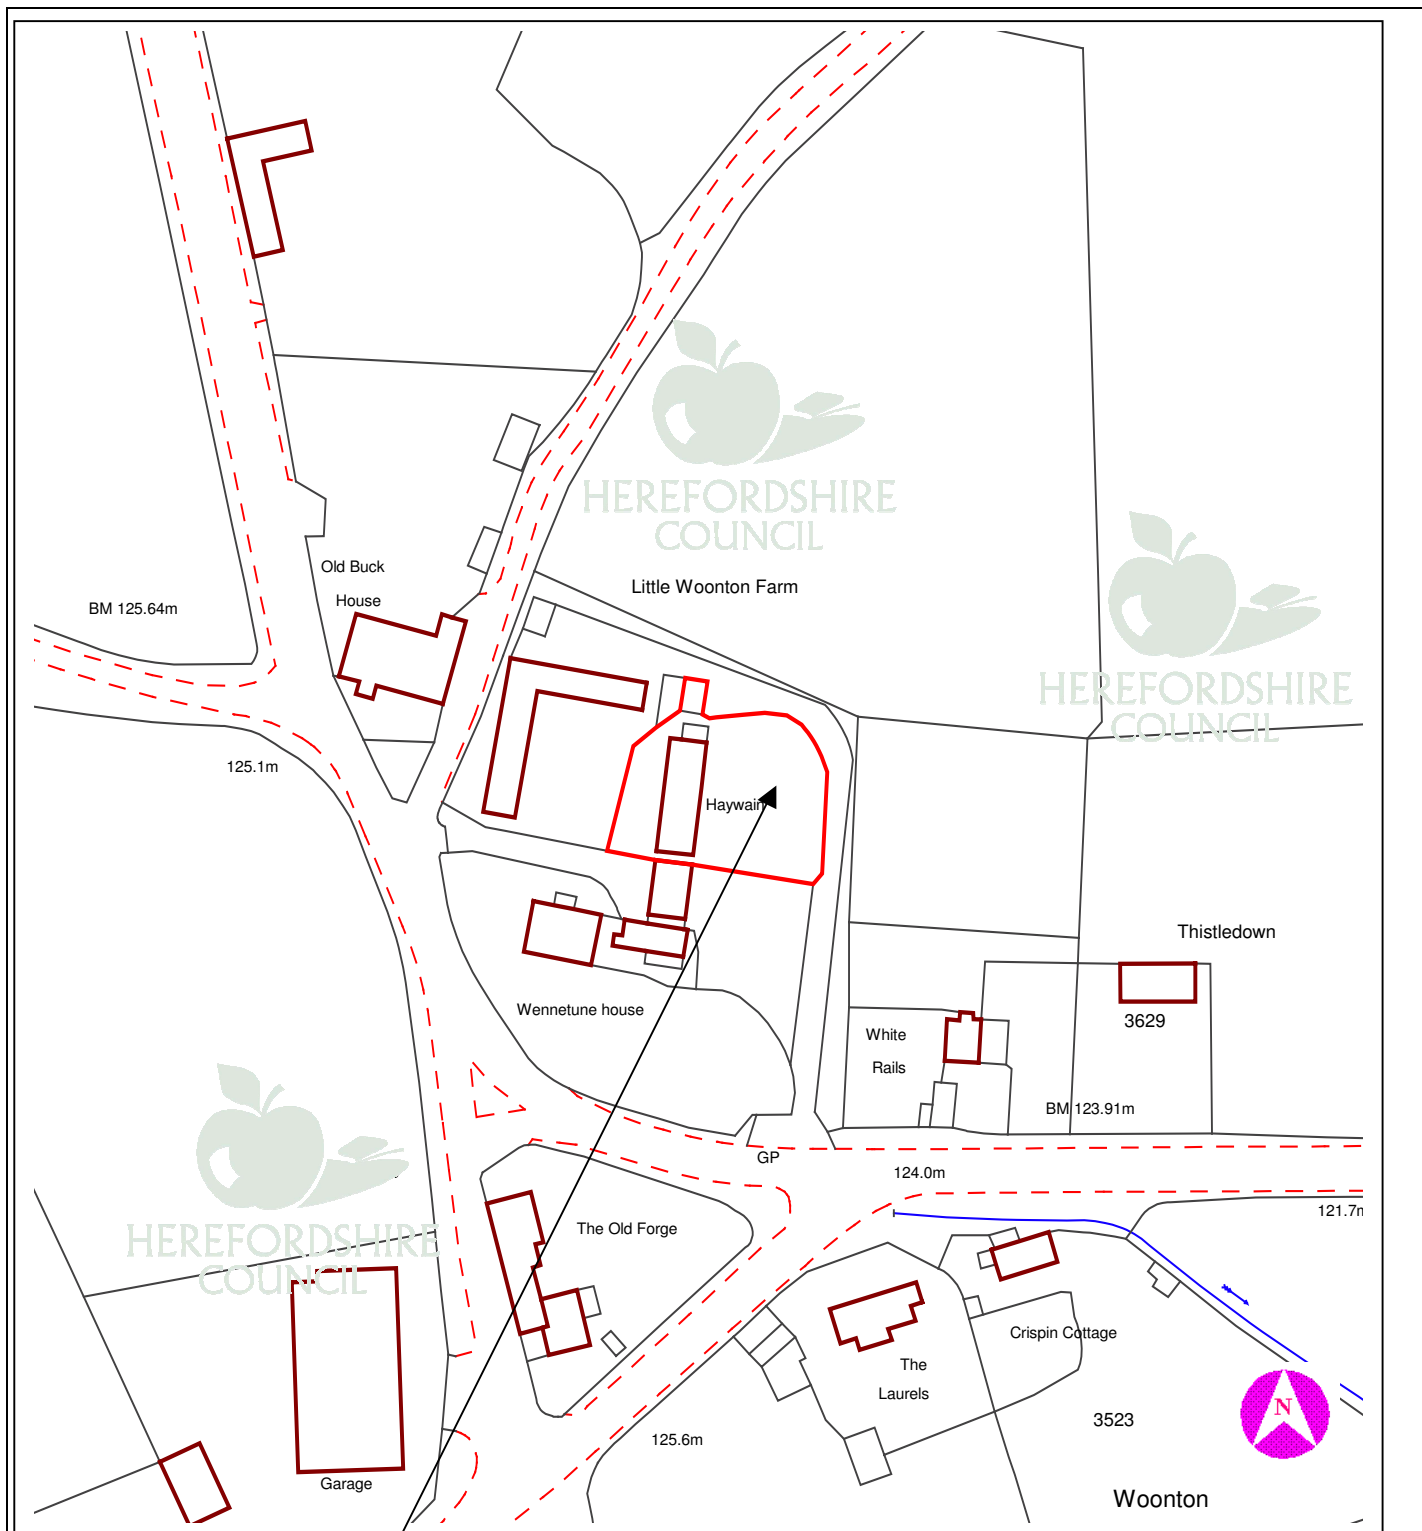 HEREFORDSHIRE
COUNCIL
Old Buck
House
Little Woonton Farm
BM 125.64m
HEREFORDSHIRE
COUNCIL
125.1m
Haywain
Thistledown
Wennetune house
3629
White
Rails
BM 123.91m
GP
124.0m
121.7m
The Old Forge
HEREFORDSHIRE
COUNCIL
Crispin Cottage
The
Laurels
N
3523
125.6m
Garage
Woonton